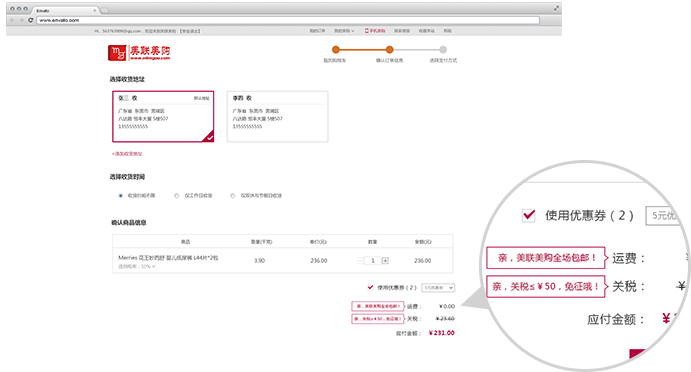 Envato
www.envato.com
Hi, 563767889@qq.com, 欢迎来到美联美购 【安全退出】
我的订单 我的美购 手机美购 联系客服 收藏本站 帮助
美联美购
www.mlmgou.com
我的购物车 确认订单信息 选择支付方式
选择收货地址
张三 收 默认地址
广东省 东莞市 莞城区
八达路 恒丰大厦 5楼507
13555555555
李四 收
广东省 东莞市 莞城区
八达路 恒丰大厦 5楼507
13555555555
+添加收货地址
选择收货时间
收货时间不限 仅工作日收货 仅双休与节假日收货
确认商品信息
商品 重量(千克) 单价(元) 数量 金额(元)
Merries 花王妙而舒 婴儿纸尿裤 L44片*2包 3.90 236.00 - 1 + 236.00
适用税率：10%
使用优惠券 ( 2 ) 5元优惠券
亲，美联美购全场包邮！ 运费： ￥0.00
亲，关税≤￥50，免征哦！ 关税： ￥23.60
应付金额： ￥231.00
使用优惠券 ( 2 ) 5元优
亲，美联美购全场包邮！ 运费：
亲，关税≤￥50，免征哦！ 关税： ￥
应付金额： ￥